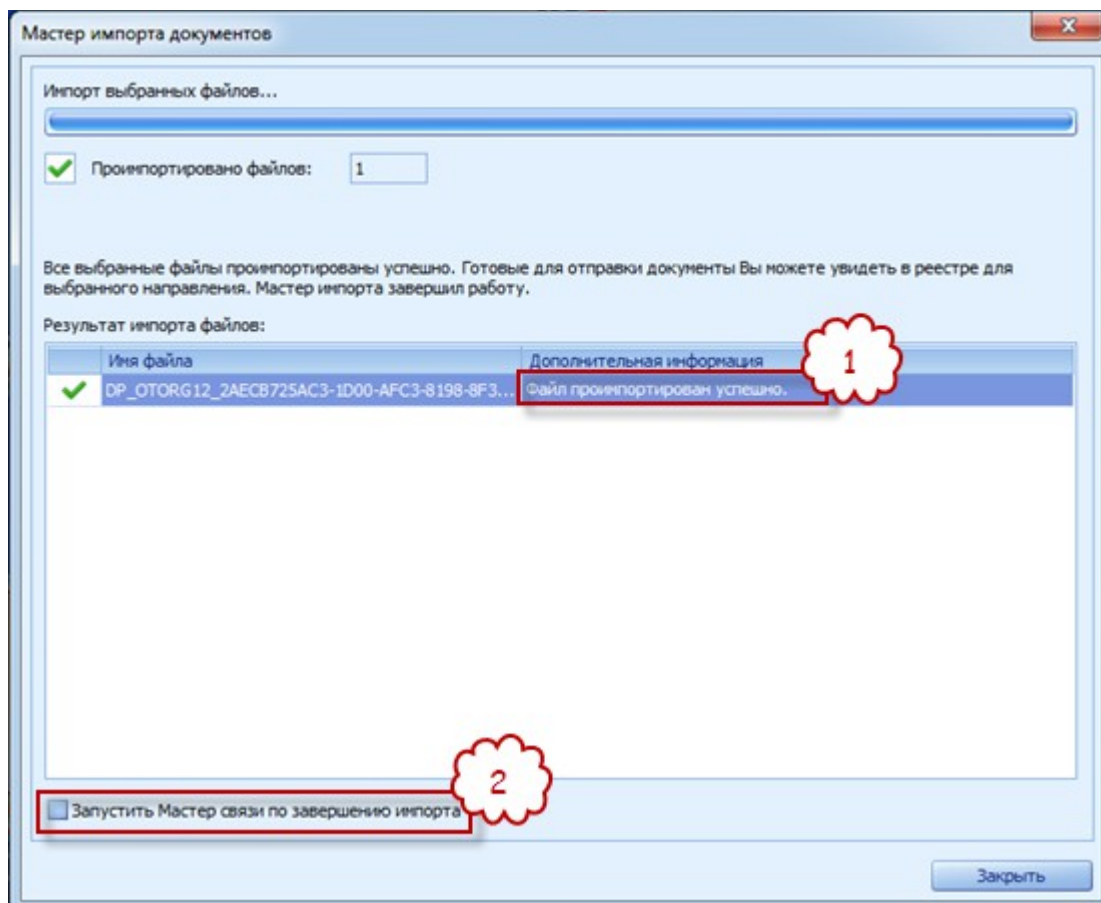 Мастер импорта документов
Импорт выбранных файлов...
Проимпортировано файлов: 1
Все выбранные файлы проимпортированы успешно. Готовые для отправки документы Вы можете увидеть в реестре для
выбранного направления. Мастер импорта завершил работу.
Результат импорта файлов:
Имя файла Дополнительная информация
1
DP_OTORG12_2AECB725AC3-1D00-AFC3-8198-8F3... Файл проимпортирован успешно.
2
Запустить Мастер связи по завершению импорта
Закрыть